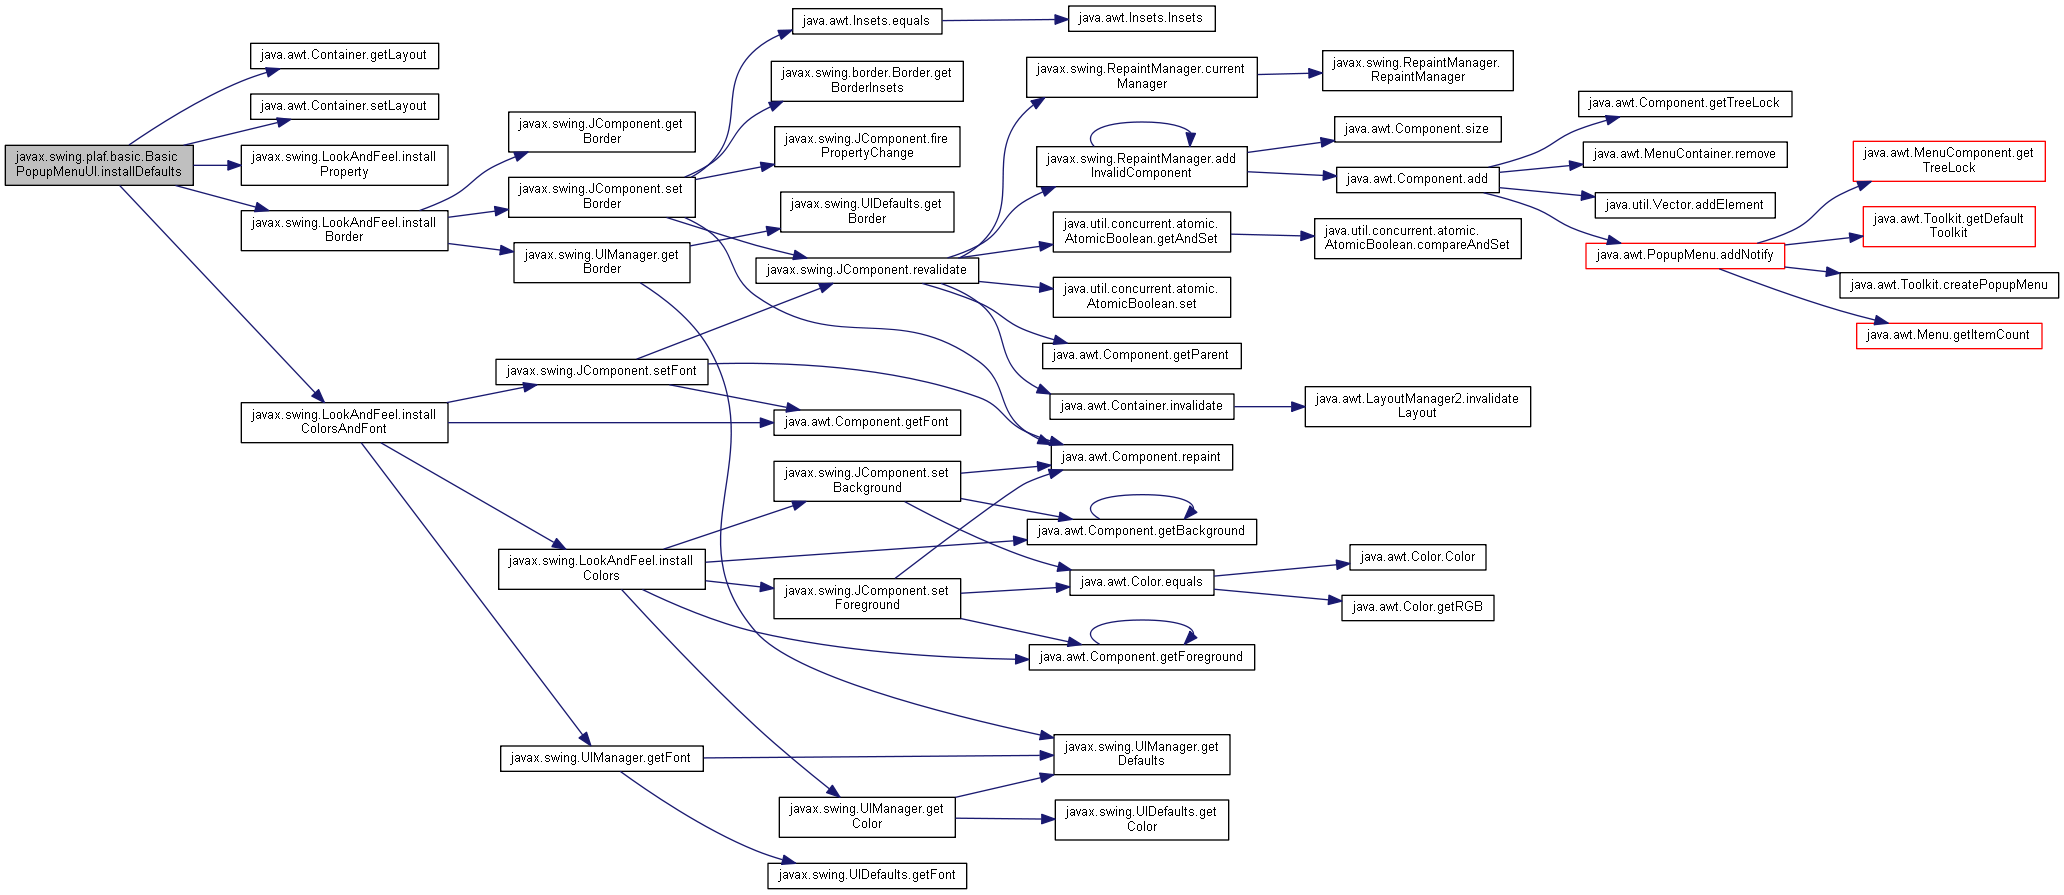 javax.swing.plaf.basic.Basic
PopupMenuUI.installDefaults
java.awt.Container.getLayout
java.awt.Container.setLayout
javax.swing.LookAndFeel.install
Property
javax.swing.LookAndFeel.install
Border
javax.swing.LookAndFeel.install
ColorsAndFont
javax.swing.JComponent.get
Border
javax.swing.JComponent.set
Border
javax.swing.UIManager.get
Border
javax.swing.JComponent.setFont
javax.swing.LookAndFeel.install
Colors
javax.swing.UIManager.getFont
java.awt.Insets.equals
javax.swing.border.Border.get
BorderInsets
javax.swing.JComponent.fire
PropertyChange
javax.swing.UIDefaults.get
Border
javax.swing.JComponent.revalidate
java.awt.Component.getFont
javax.swing.JComponent.set
Background
javax.swing.JComponent.set
Foreground
javax.swing.UIManager.get
Color
javax.swing.UIDefaults.getFont
java.awt.Insets.Insets
javax.swing.RepaintManager.current
Manager
javax.swing.RepaintManager.add
InvalidComponent
java.util.concurrent.atomic.
AtomicBoolean.getAndSet
java.util.concurrent.atomic.
AtomicBoolean.set
java.awt.Component.getParent
java.awt.Container.invalidate
java.awt.Component.repaint
java.awt.Component.getBackground
java.awt.Color.equals
java.awt.Component.getForeground
javax.swing.UIManager.get
Defaults
javax.swing.UIDefaults.get
Color
javax.swing.RepaintManager.
RepaintManager
java.awt.Component.size
java.awt.Component.add
java.util.concurrent.atomic.
AtomicBoolean.compareAndSet
java.awt.LayoutManager2.invalidate
Layout
java.awt.Color.Color
java.awt.Color.getRGB
java.awt.Component.getTreeLock
java.awt.MenuContainer.remove
java.util.Vector.addElement
java.awt.PopupMenu.addNotify
java.awt.MenuComponent.get
TreeLock
java.awt.Toolkit.getDefault
Toolkit
java.awt.Toolkit.createPopupMenu
java.awt.Menu.getItemCount